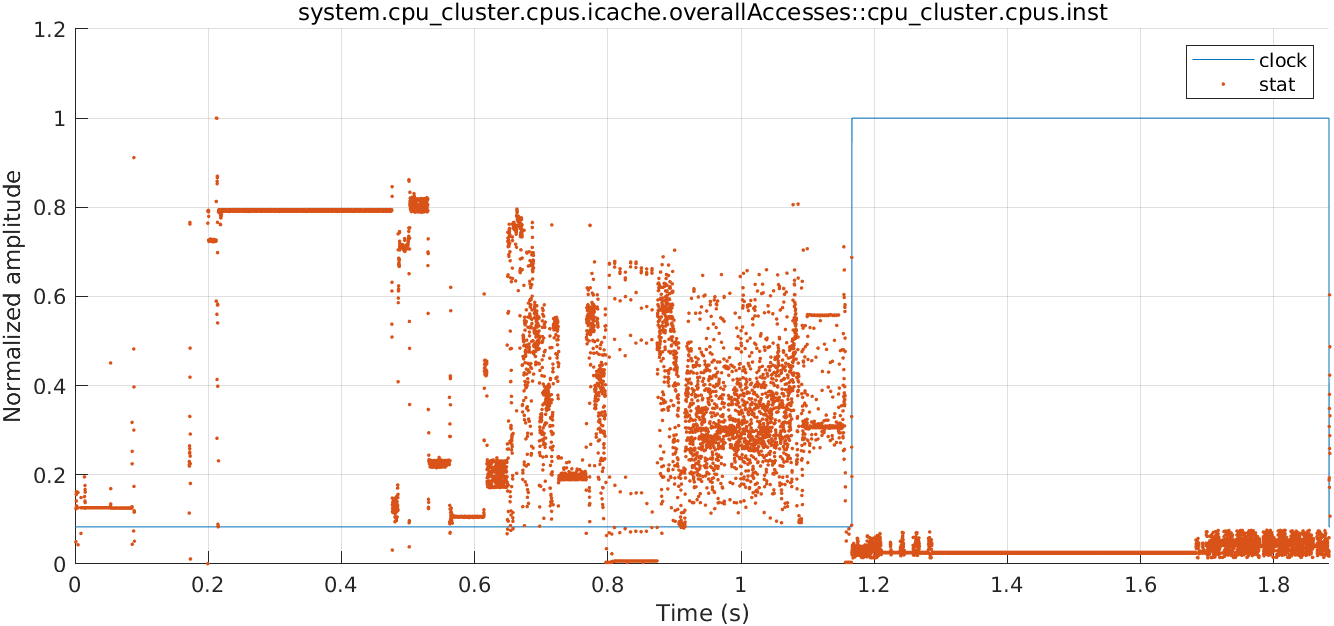 system.cpu_cluster.cpus.icache.overallAccesses::cpu_cluster.cpus.inst
1.2
1
0.8
0.6
0.4
0.2
0
Normalized amplitude
clock
stat
0 0.2 0.4 0.6 0.8 1 1.2 1.4 1.6 1.8
Time (s)